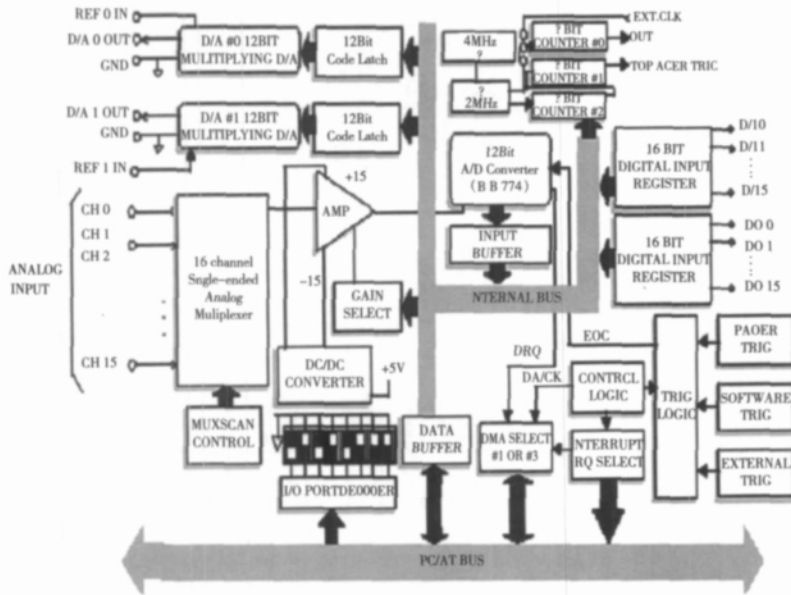 REF 0 IN
D/A 0 OUT
GND
D/A #0 12BIT
MULITIPLYING D/A
12Bit
Code Latch
D/A 1 OUT
GND
REF 1 IN
D/A #1 12BIT
MULTIPLYING D/A
12Bit
Code Latch
4MHz
?
?
2MHz
? BIT
COUNTER #0
? BIT
COUNTER #1
? BIT
COUNTER #2
EXT.CLK
OUT
TOP ACER TRIC
12Bit
A/D Converter
(B B 774)
INPUT
BUFFER
16 BIT
DIGITAL INPUT
REGISTER
D/10
D/11
D/15
16 BIT
DIGITAL INPUT
REGISTER
DO 0
DO 1
DO 15
NTERNAL BUS
ANALOG
INPUT
CH 0
CH 1
CH 2
CH 15
16 channel
Sngle-ended
Analog
Muliplexer
+15
AMP
-15
GAIN
SELECT
DC/DC
CONVERTER
+5V
MUXSCAN
CONTROL
I/O PORTDE000ER
DATA
BUFFER
DRQ
DA/CK
EOC
DMA SELECT
#1 OR #3
CONTRCL
LOGIC
NTERRUPT
RQ SELECT
TRIG
LOGIC
PAOER
TRIG
SOFTWARE
TRIG
EXTERNAL
TRIG
PC/AT BUS